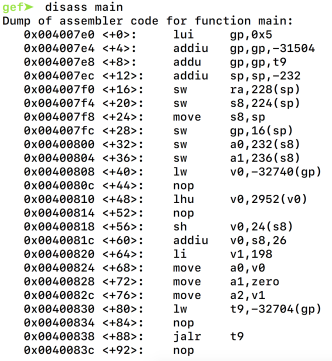 gef➤  disass main
Dump of assembler code for function main:
   0x004007e0 <+0>:	lui	gp,0x5
   0x004007e4 <+4>:	addiu	gp,gp,-31504
   0x004007e8 <+8>:	addu	gp,gp,t9
   0x004007ec <+12>:	addiu	sp,sp,-232
   0x004007f0 <+16>:	sw	ra,228(sp)
   0x004007f4 <+20>:	sw	s8,224(sp)
   0x004007f8 <+24>:	move	s8,sp
   0x004007fc <+28>:	sw	gp,16(sp)
   0x00400800 <+32>:	sw	a0,232(s8)
   0x00400804 <+36>:	sw	a1,236(s8)
   0x00400808 <+40>:	lw	v0,-32740(gp)
   0x0040080c <+44>:	nop
   0x00400810 <+48>:	lhu	v0,2952(v0)
   0x00400814 <+52>:	nop
   0x00400818 <+56>:	sh	v0,24(s8)
   0x0040081c <+60>:	addiu	v0,s8,26
   0x00400820 <+64>:	li	v1,198
   0x00400824 <+68>:	move	a0,v0
   0x00400828 <+72>:	move	a1,zero
   0x0040082c <+76>:	move	a2,v1
   0x00400830 <+80>:	lw	t9,-32704(gp)
   0x00400834 <+84>:	nop
   0x00400838 <+88>:	jalr	t9
   0x0040083c <+92>:	nop